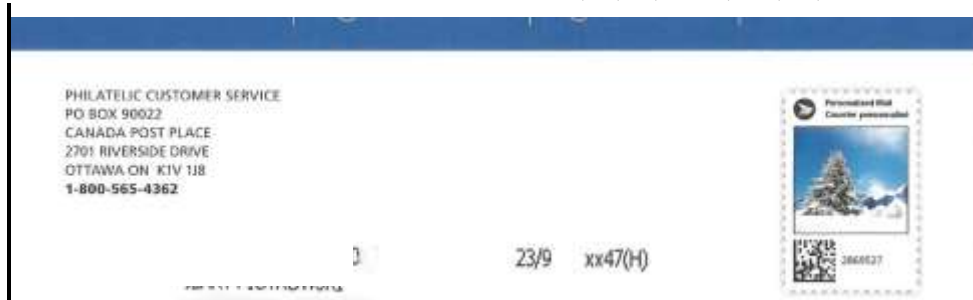 PHILATELIC CUSTOMER SERVICE
PO BOX 90022
CANADA POST PLACE
2701 RIVERSIDE DRIVE
OTTAWA ON K1V 1J8
1-800-565-4362
Personalized Mail
Courrier personnalisé
2868527
23/9 xx47(H)